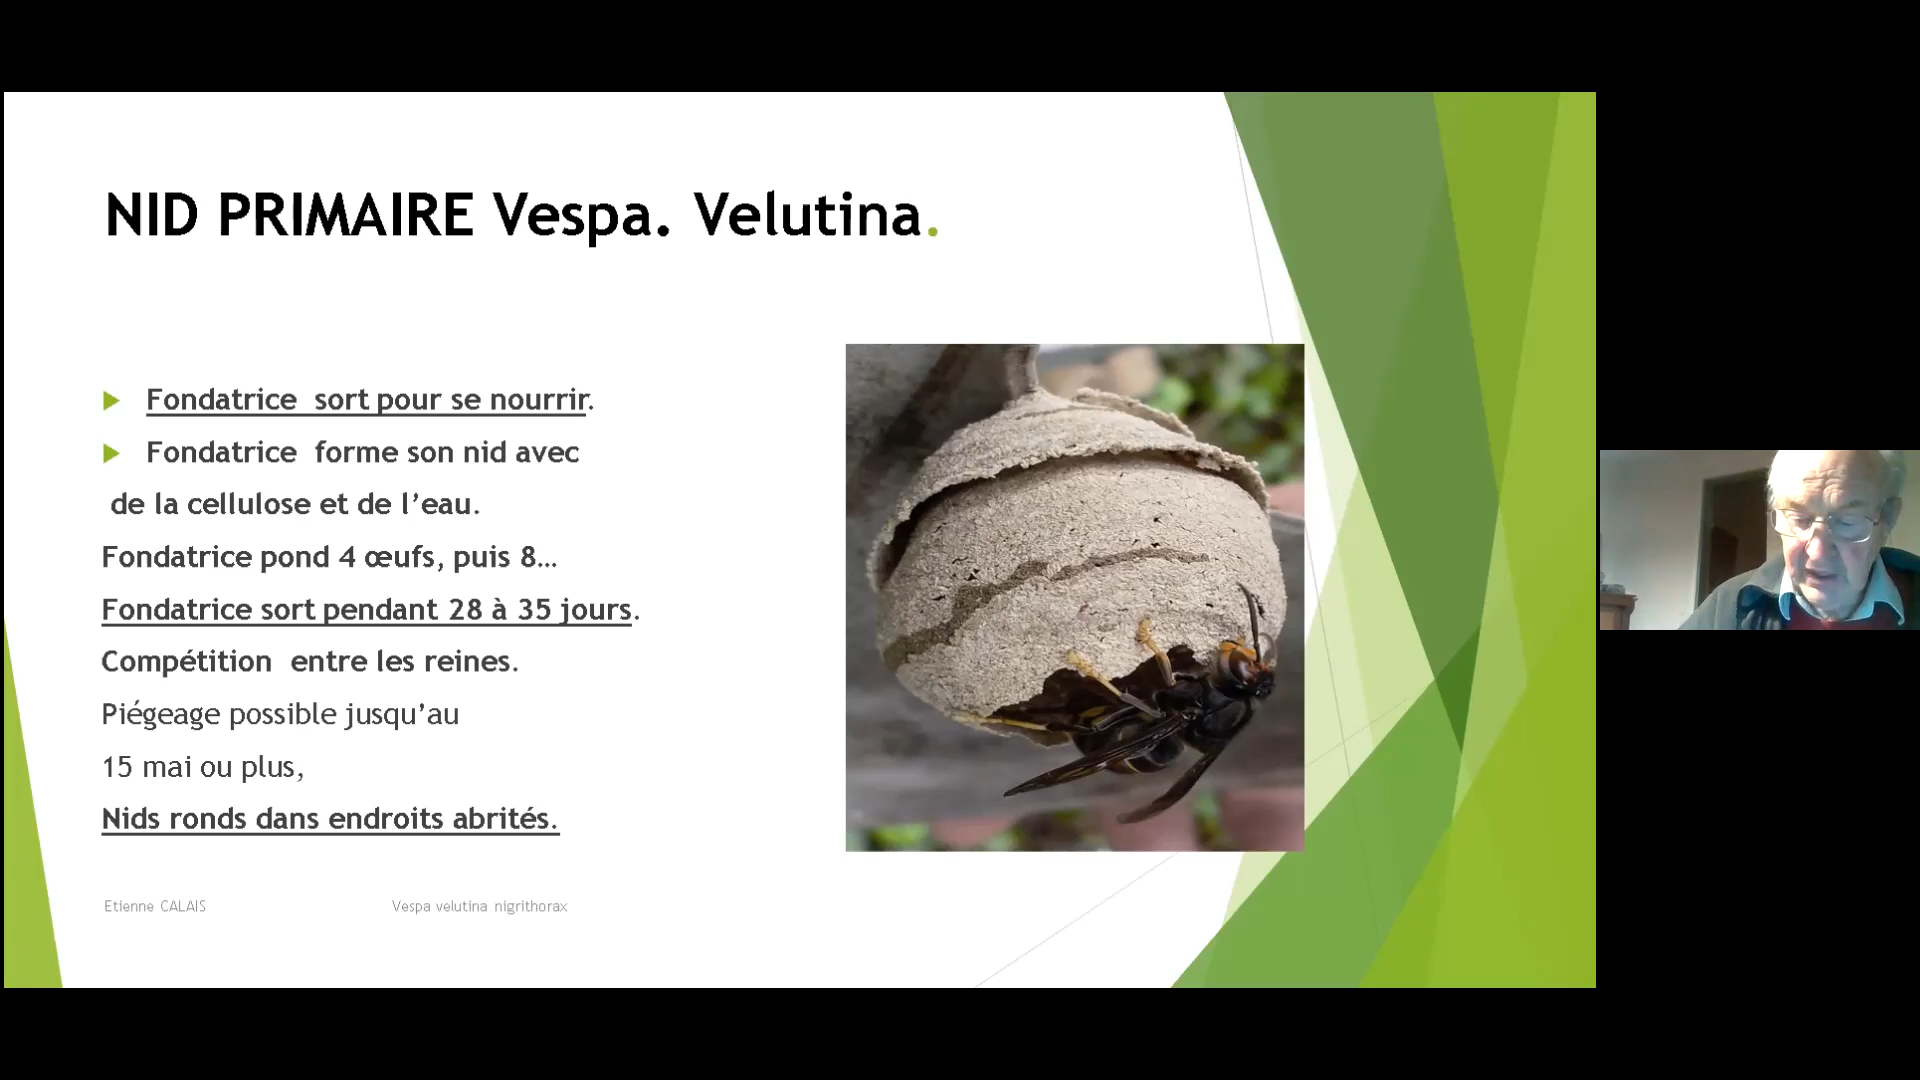 NID PRIMAIRE Vespa. Velutina.
Fondatrice sort pour se nourrir.
Fondatrice forme son nid avec
de la cellulose et de l’eau.
Fondatrice pond 4 œufs, puis 8…
Fondatrice sort pendant 28 à 35 jours.
Compétition entre les reines.
Piégeage possible jusqu’au
15 mai ou plus,
Nids ronds dans endroits abrités.
Etienne CALAIS
Vespa velutina nigrithorax